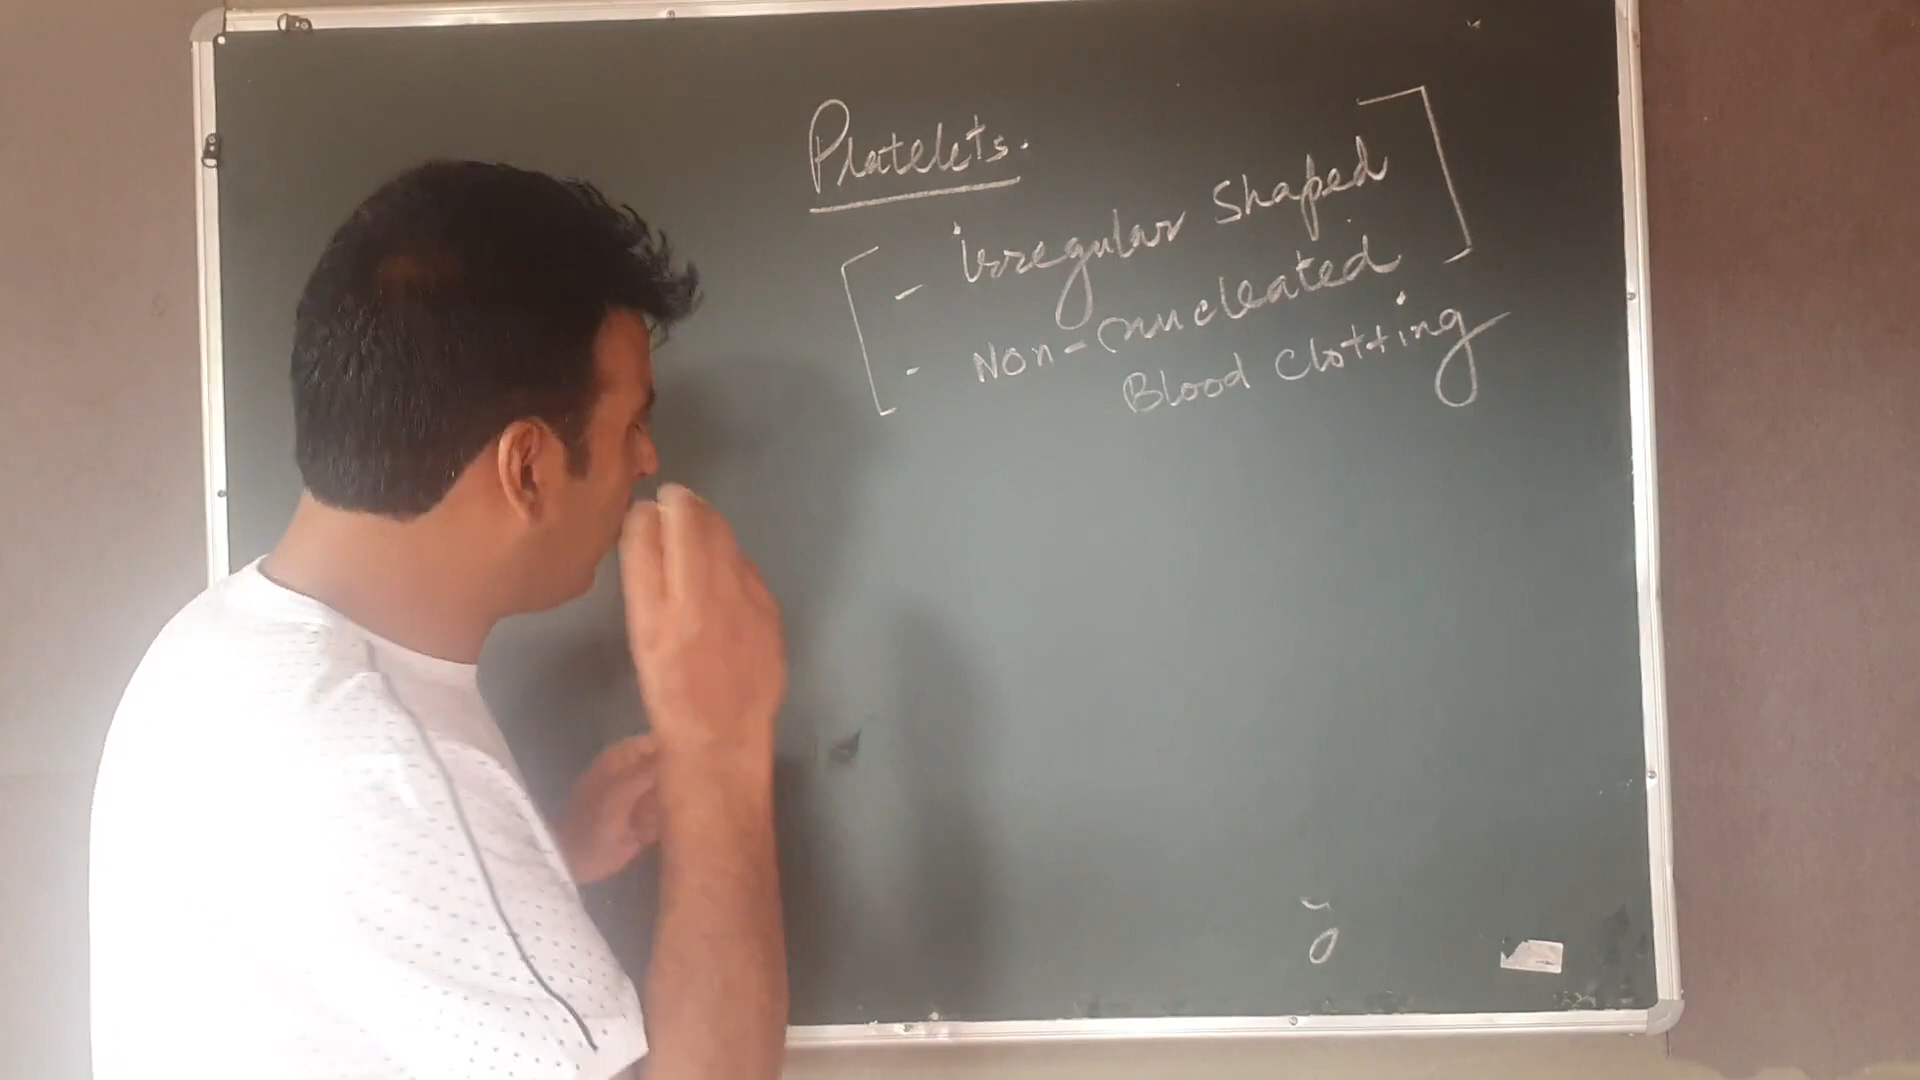 Platelets.
- irregular shaped
- Non-nucleated
Blood Clotting